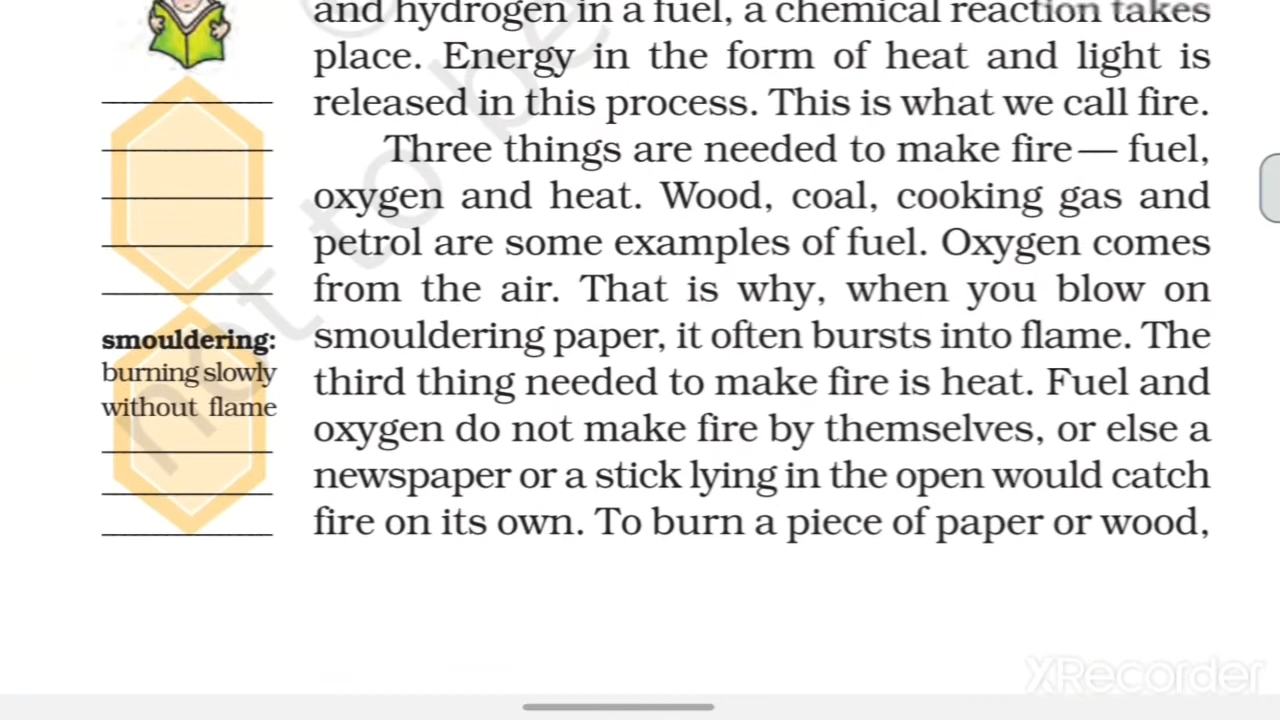 and hydrogen in a fuel, a chemical reaction takes
place. Energy in the form of heat and light is
released in this process. This is what we call fire.
Three things are needed to make fire— fuel,
oxygen and heat. Wood, coal, cooking gas and
petrol are some examples of fuel. Oxygen comes
from the air. That is why, when you blow on
smouldering paper, it often bursts into flame. The
third thing needed to make fire is heat. Fuel and
oxygen do not make fire by themselves, or else a
newspaper or a stick lying in the open would catch
fire on its own. To burn a piece of paper or wood,
smouldering:
burning slowly
without flame
not to be
XRecorder